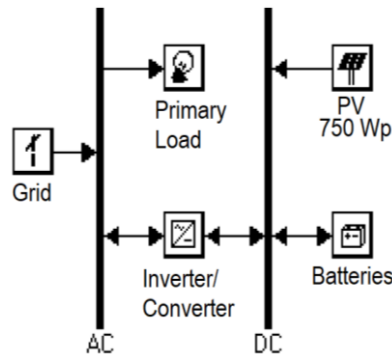 Primary
Load
PV
750 Wp
Grid
Inverter/
Converter
Batteries
AC
DC